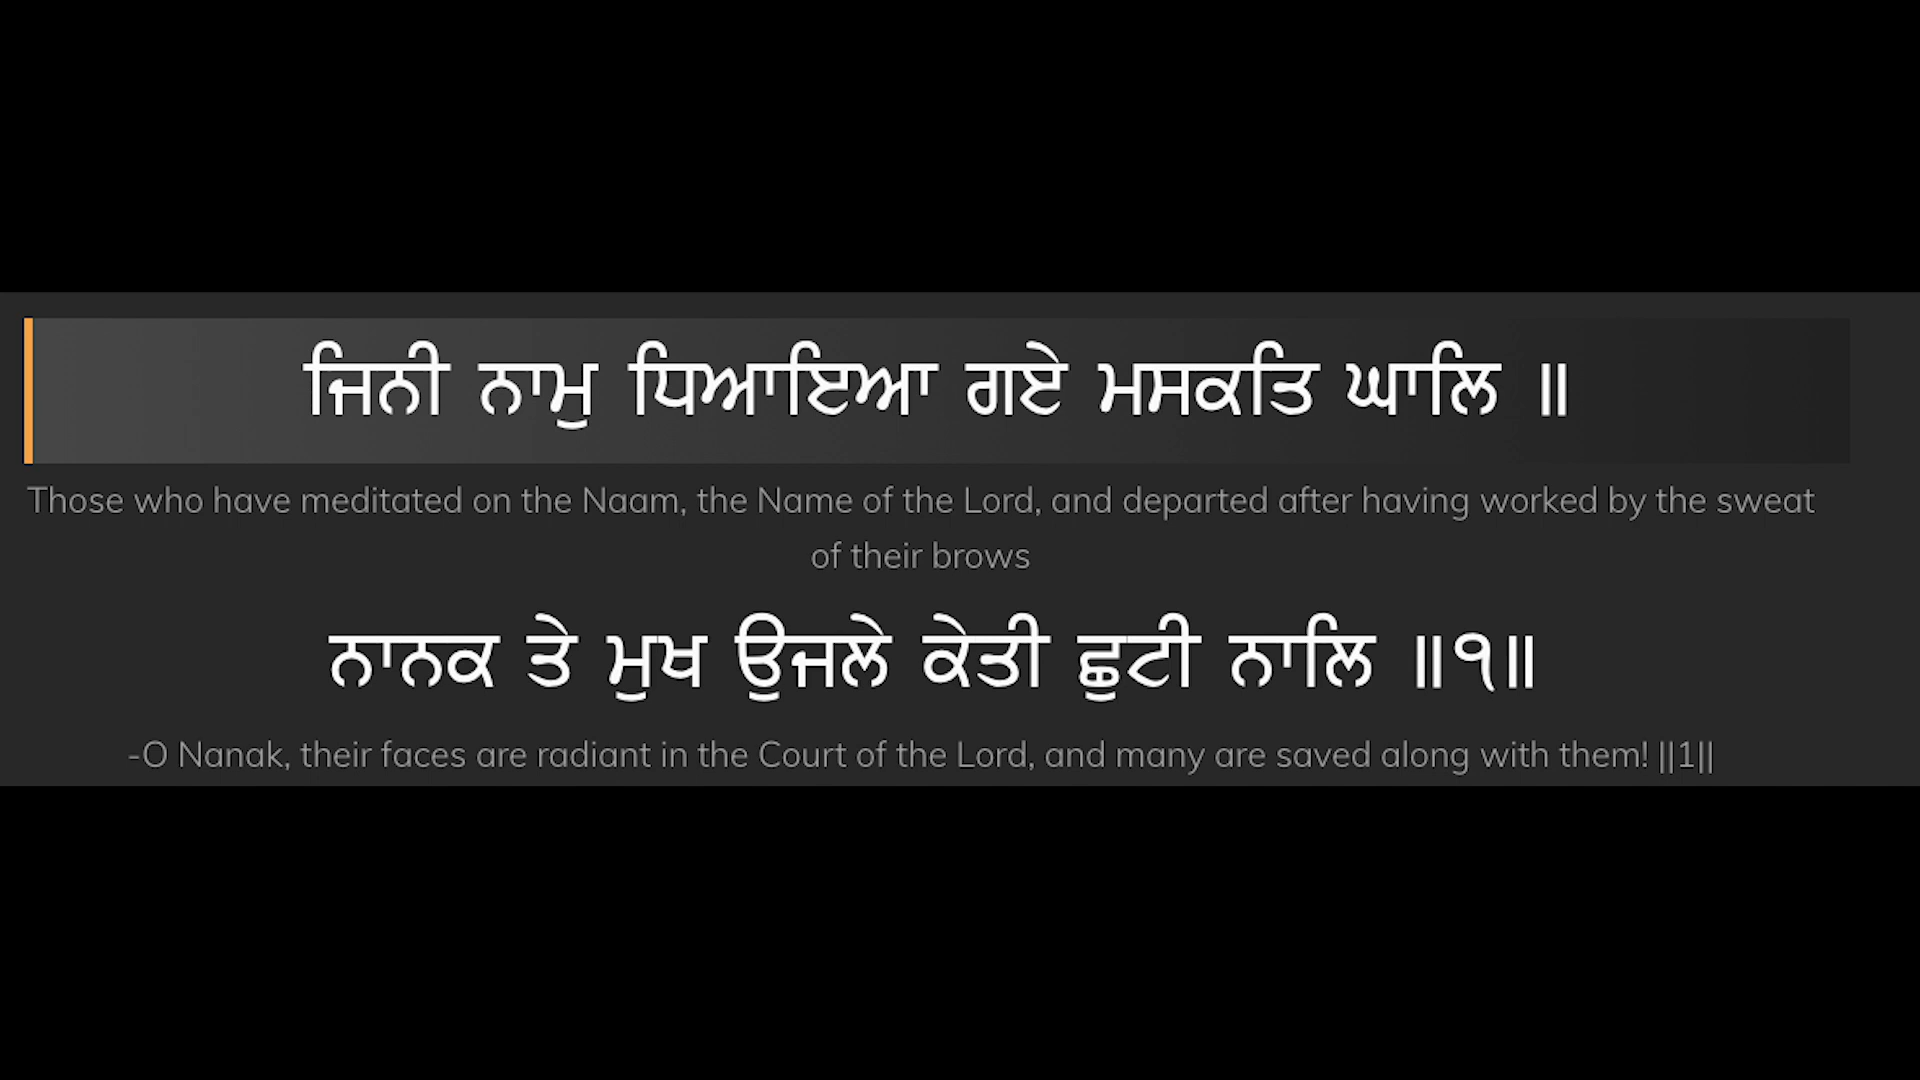 ਜਿਨੀ ਨਾਮੁ ਧਿਆਇਆ ਗਏ ਮਸਕਤਿ ਘਾਲਿ ॥
Those who have meditated on the Naam, the Name of the Lord, and departed after having worked by the sweat
of their brows
ਨਾਨਕ ਤੇ ਮੁਖ ਉਜਲੇ ਕੇਤੀ ਛੁਟੀ ਨਾਲਿ ॥੧॥
-O Nanak, their faces are radiant in the Court of the Lord, and many are saved along with them! ||1||